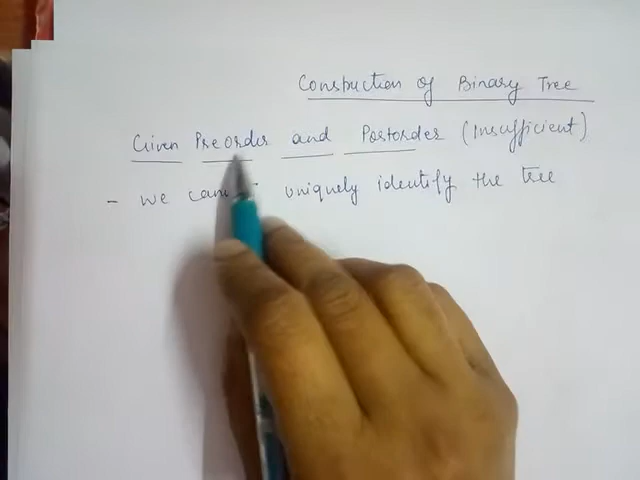 Construction of Binary Tree
Given Preorder and Postorder (Insufficient)
- we uniquely identify the tree